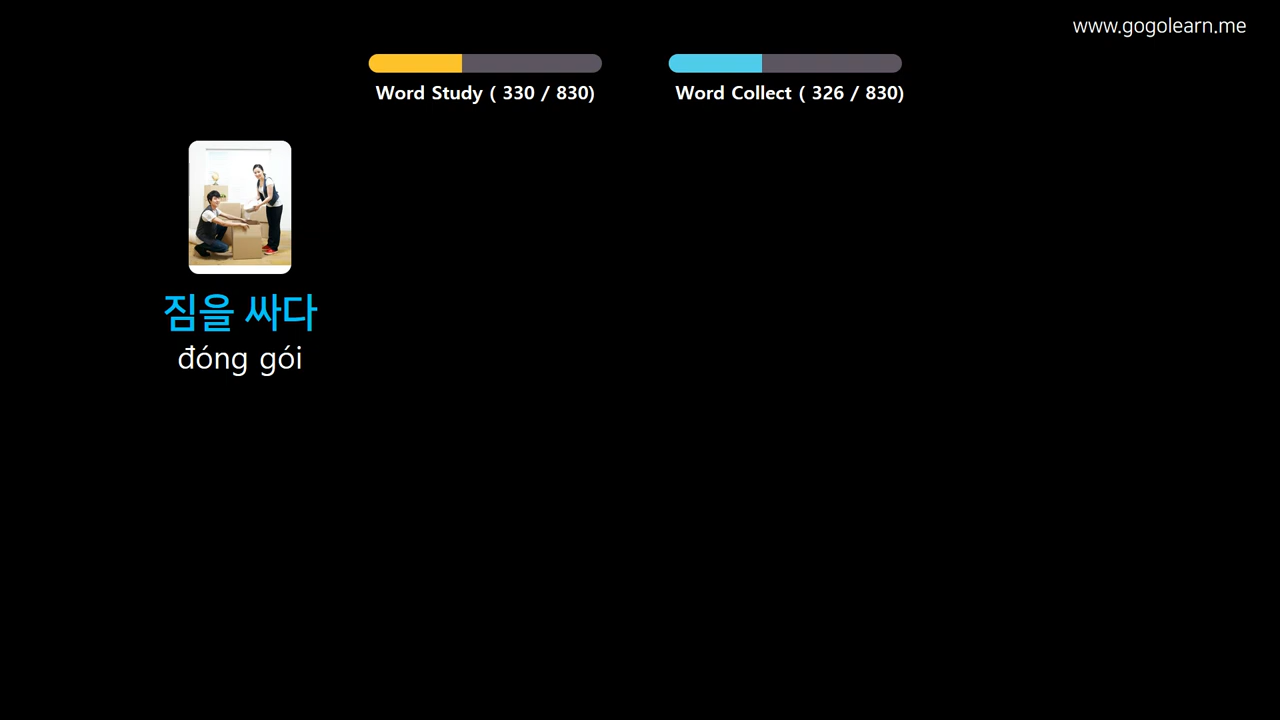 www.gogolearn.me
Word Study ( 330 / 830)
Word Collect ( 326 / 830)
짐을 싸다
đóng gói